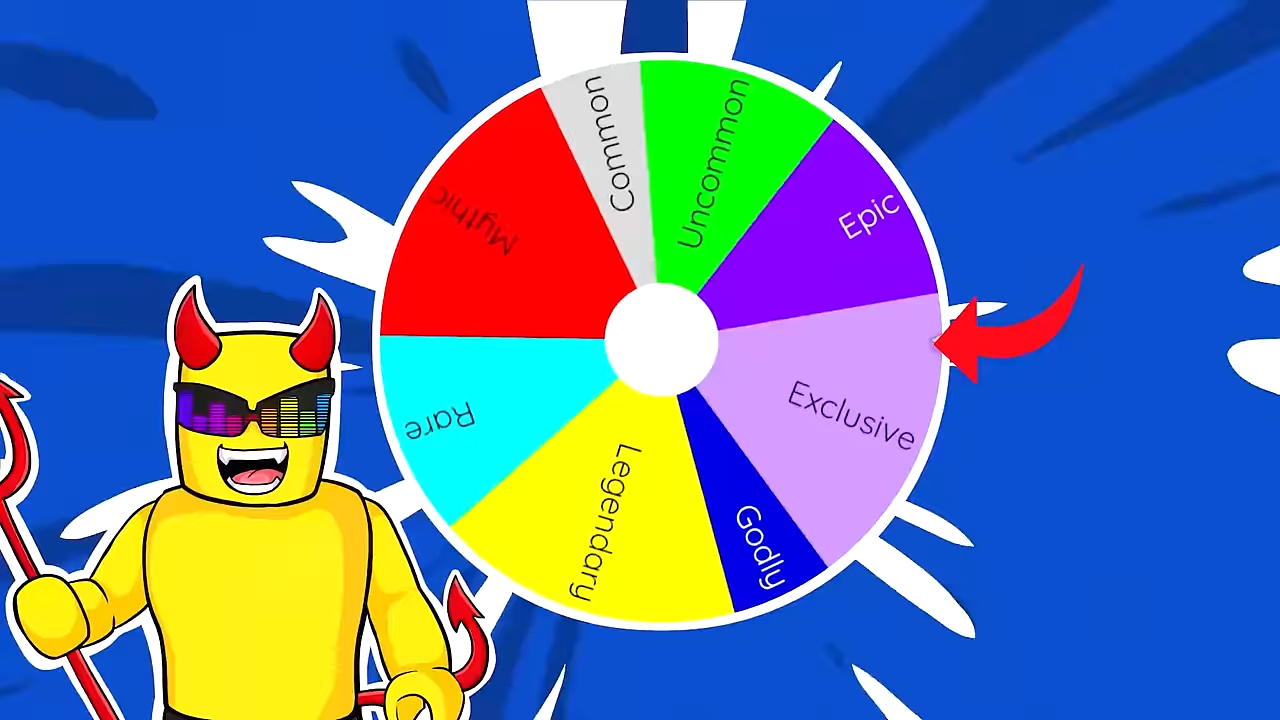 Common
Uncommon
Epic
Exclusive
Godly
Legendary
Rare
Mythic